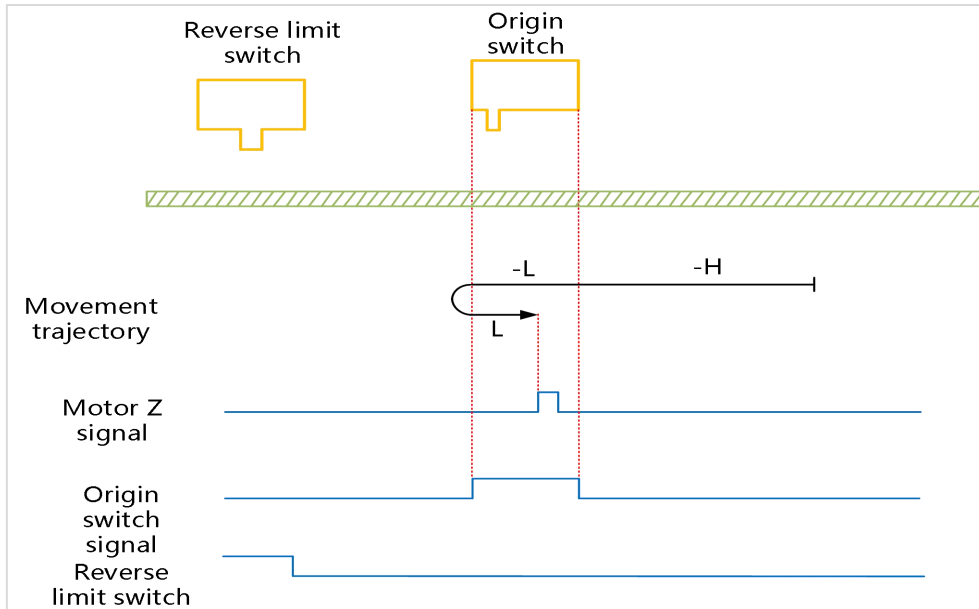 Reverse limit
switch
Origin
switch
-L
-H
Movement
trajectory
L
Motor Z
signal
Origin
switch
signal
Reverse
limit switch